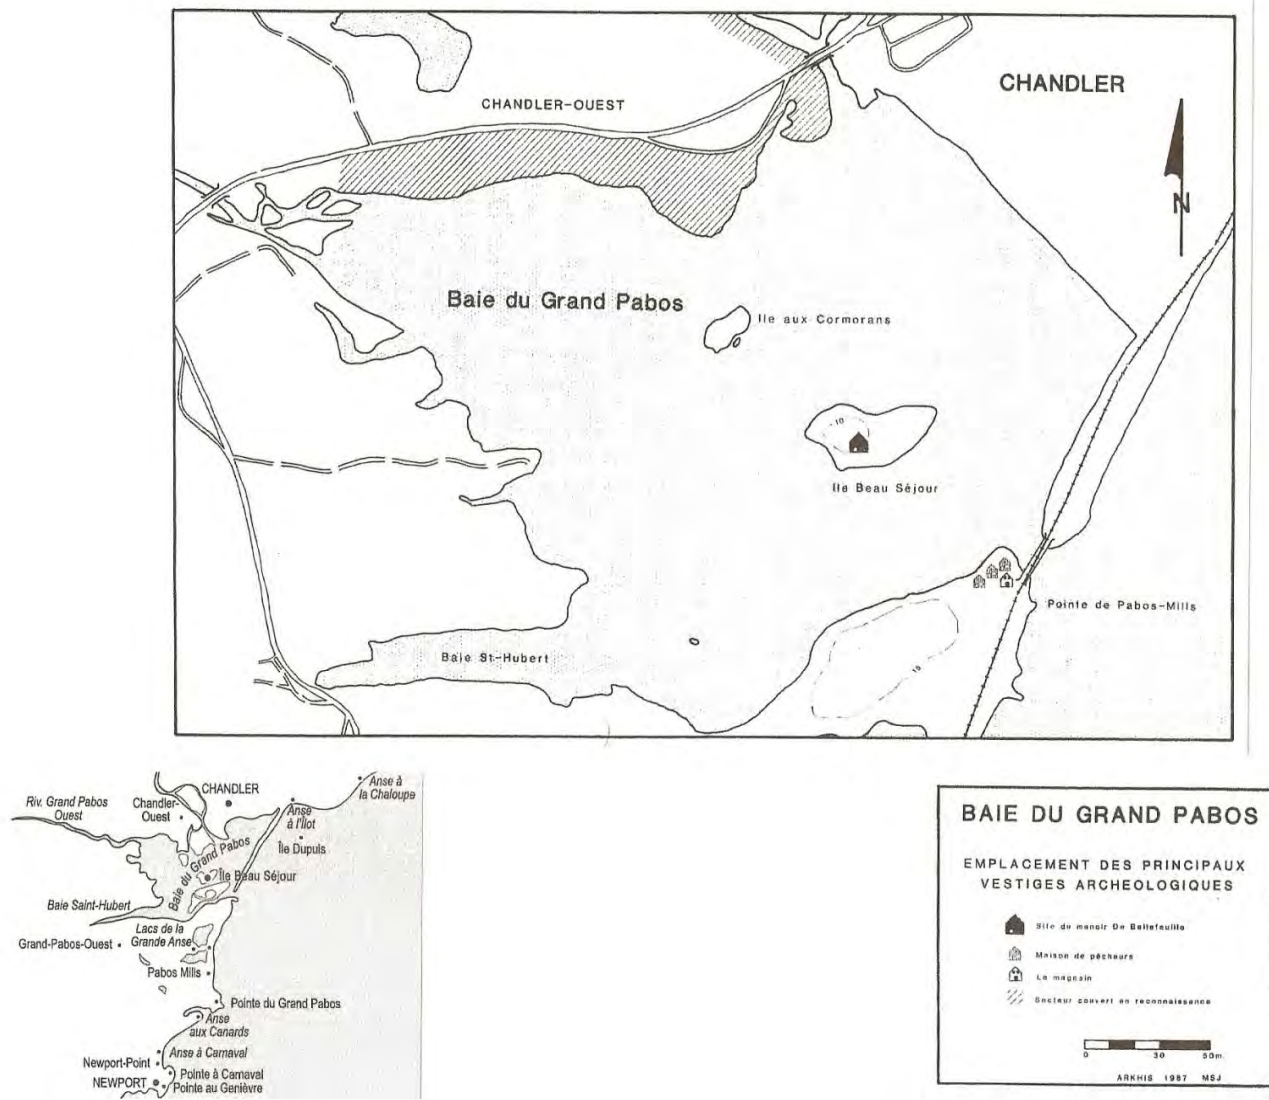 CHANDLER
CHANDLER-OUEST
N
Baie du Grand Pabos
Ile aux Cormorans
10
Ile Beau Séjour
Pointe de Pabos-Mills
Baie St-Hubert
Anse à
la Chaloupe
CHANDLER
Riv. Grand Pabos
Ouest
Chandler-
Ouest
Anse
à l'Ilot
Île Dupuis
Baie du Grand Pabos
Île Beau Séjour
Baie Saint-Hubert
Lacs de la
Grande Anse
Grand-Pabos-Ouest
Pabos Mills
Pointe du Grand Pabos
Anse
aux Canards
Anse à Carnaval
Newport-Point
Pointe à Carnaval
NEWPORT
Pointe au Genièvre
BAIE DU GRAND PABOS
EMPLACEMENT DES PRINCIPAUX
VESTIGES ARCHEOLOGIQUES
Site du manoir De Bellefeuille
Maison de pêcheurs
Le magasin
Secteur couvert en reconnaissance
0 30 50m.
ARKHIS 1987 MSJ